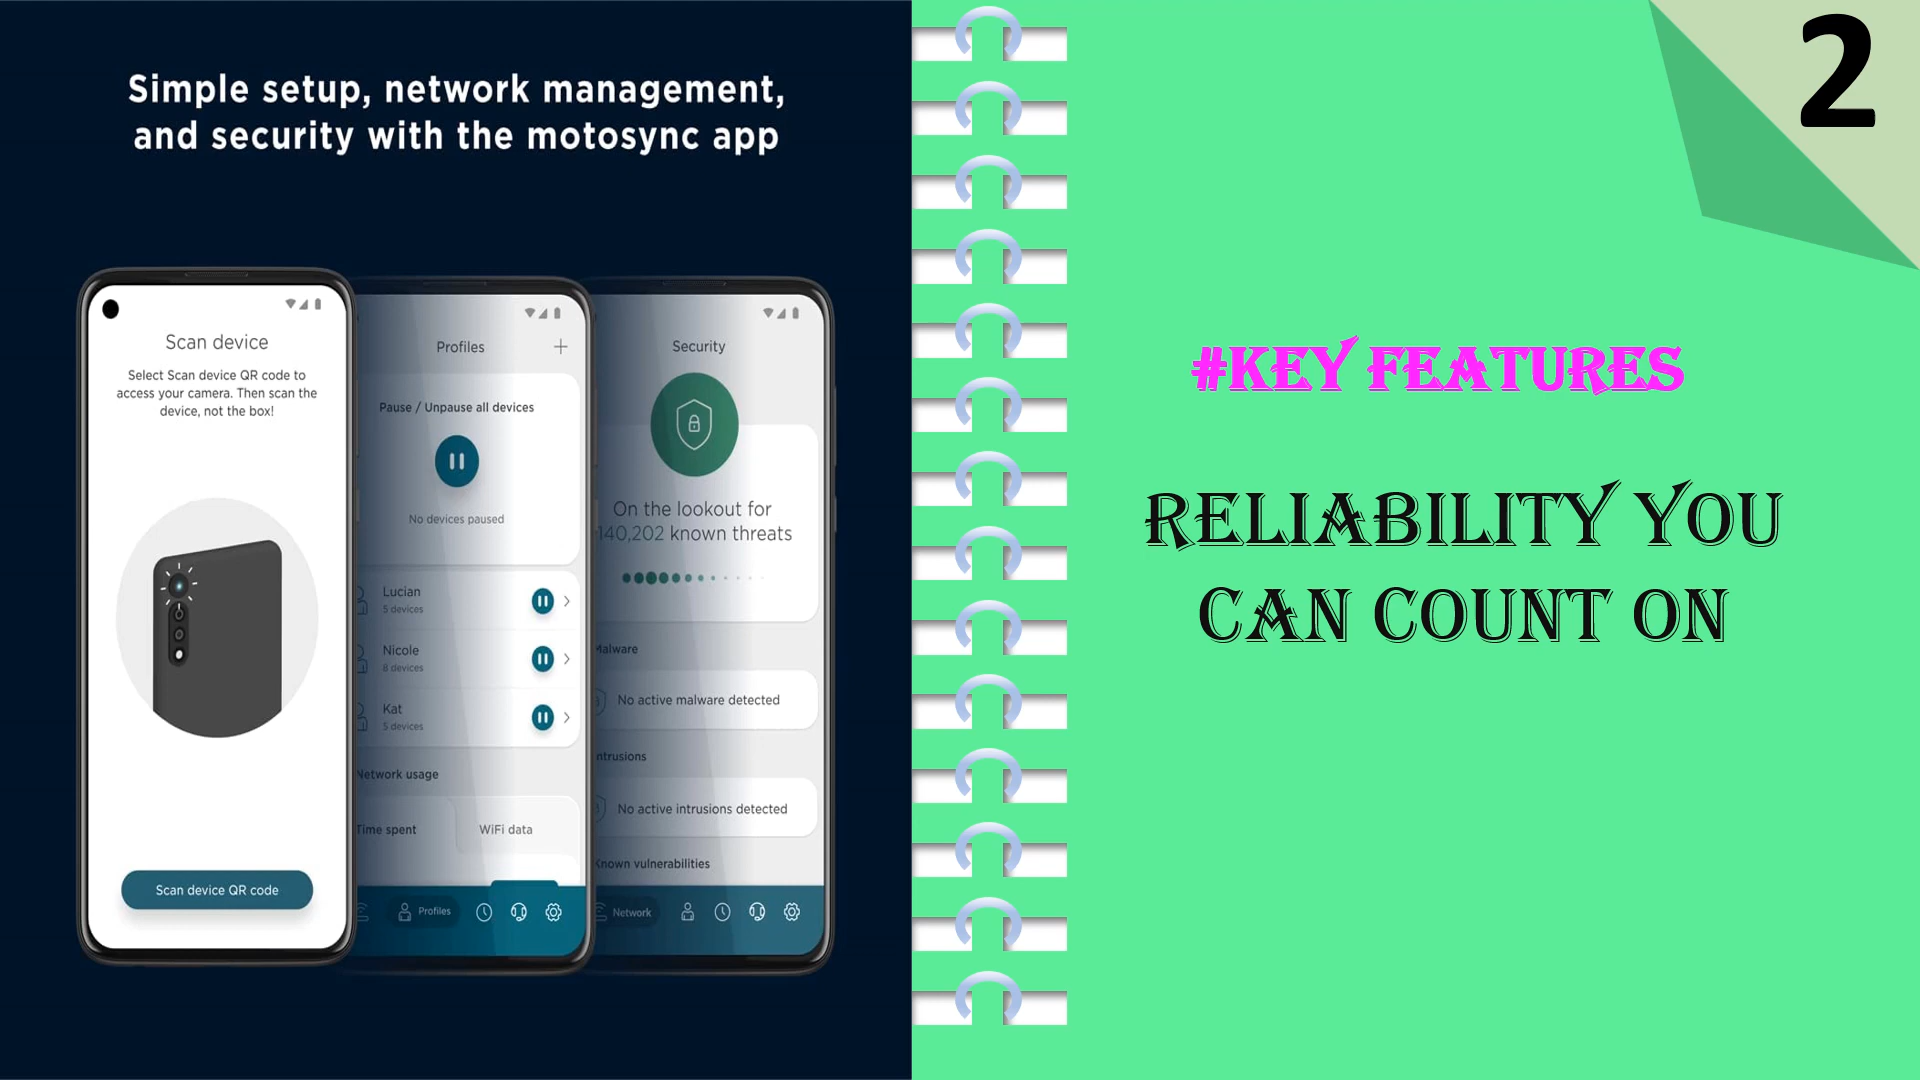 Simple setup, network management,
and security with the motosync app
Scan device
Select Scan device QR code to
access your camera. Then scan the
device, not the box!
Scan device QR code
Profiles
Pause / Unpause all devices
No devices paused
Lucian
5 devices
Nicole
8 devices
Kat
5 devices
Network usage
Time spent
WiFi data
Profiles
Security
On the lookout for
140,202 known threats
Malware
No active malware detected
Intrusions
No active intrusions detected
Known vulnerabilities
Network
2
#KEY FEATURES
RELIABILITY YOU
CAN COUNT ON